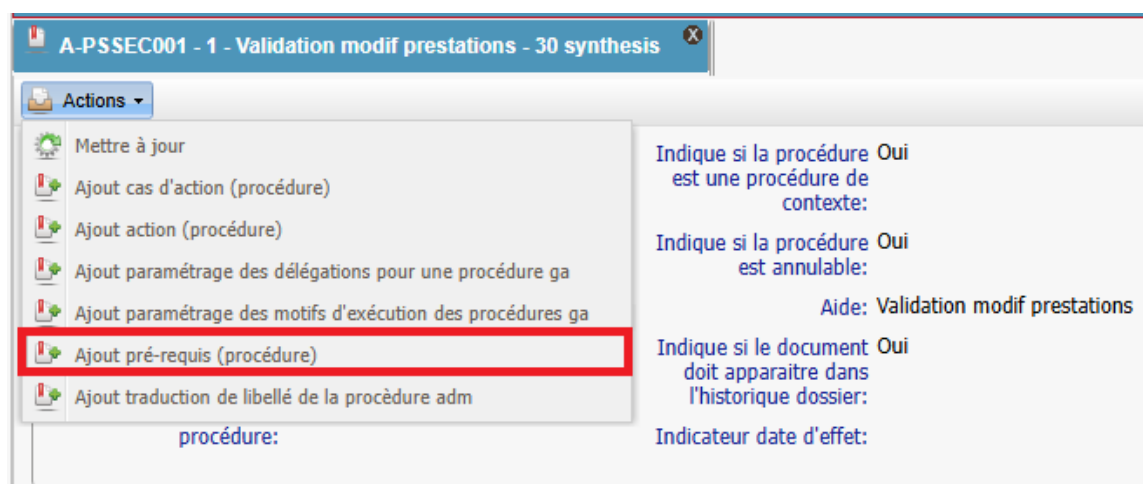 A-PSSEC001 - 1 - Validation modif prestations - 30 synthesis
Actions
Mettre à jour
Ajout cas d'action (procédure)
Ajout action (procédure)
Ajout paramétrage des délégations pour une procédure ga
Ajout paramétrage des motifs d'exécution des procédures ga
Ajout pré-requis (procédure)
Ajout traduction de libellé de la procèdure adm
procédure:
Indique si la procédure Oui
est une procédure de
contexte:
Indique si la procédure Oui
est annulable:
Aide: Validation modif prestations
Indique si le document Oui
doit apparaitre dans
l'historique dossier:
Indicateur date d'effet: